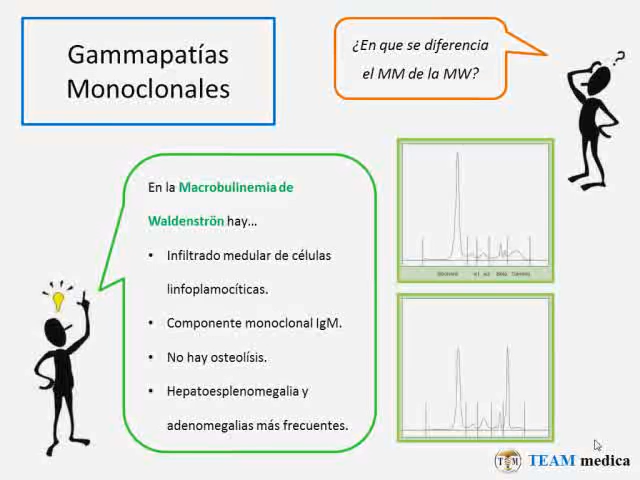 Gammapatías
Monoclonales
¿En que se diferencia
el MM de la MW?
En la Macrobulinemia de
Waldenströn hay...
• Infiltrado medular de células
linfoplamocíticas.
• Componente monoclonal IgM.
• No hay osteolísis.
• Hepatoesplenomegalia y
adenomegalias más frecuentes.
TEAM medica